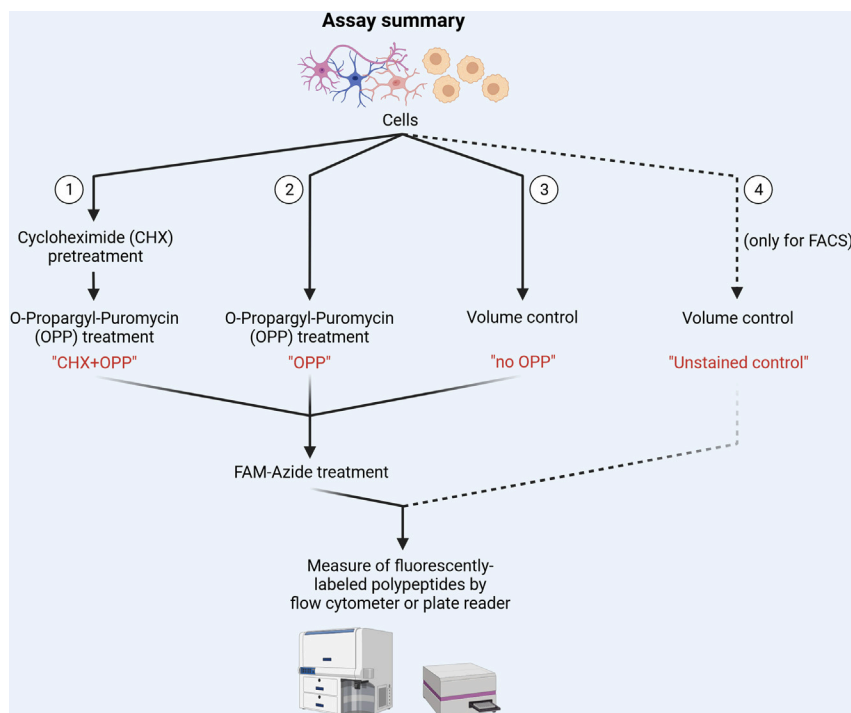 Assay summary
Cells
1
2
3
4
Cycloheximide (CHX)
pretreatment
(only for FACS)
O-Propargyl-Puromycin
(OPP) treatment
"CHX+OPP"
O-Propargyl-Puromycin
(OPP) treatment
"OPP"
Volume control
"no OPP"
Volume control
"Unstained control"
FAM-Azide treatment
Measure of fluorescently-
labeled polypeptides by
flow cytometer or plate reader